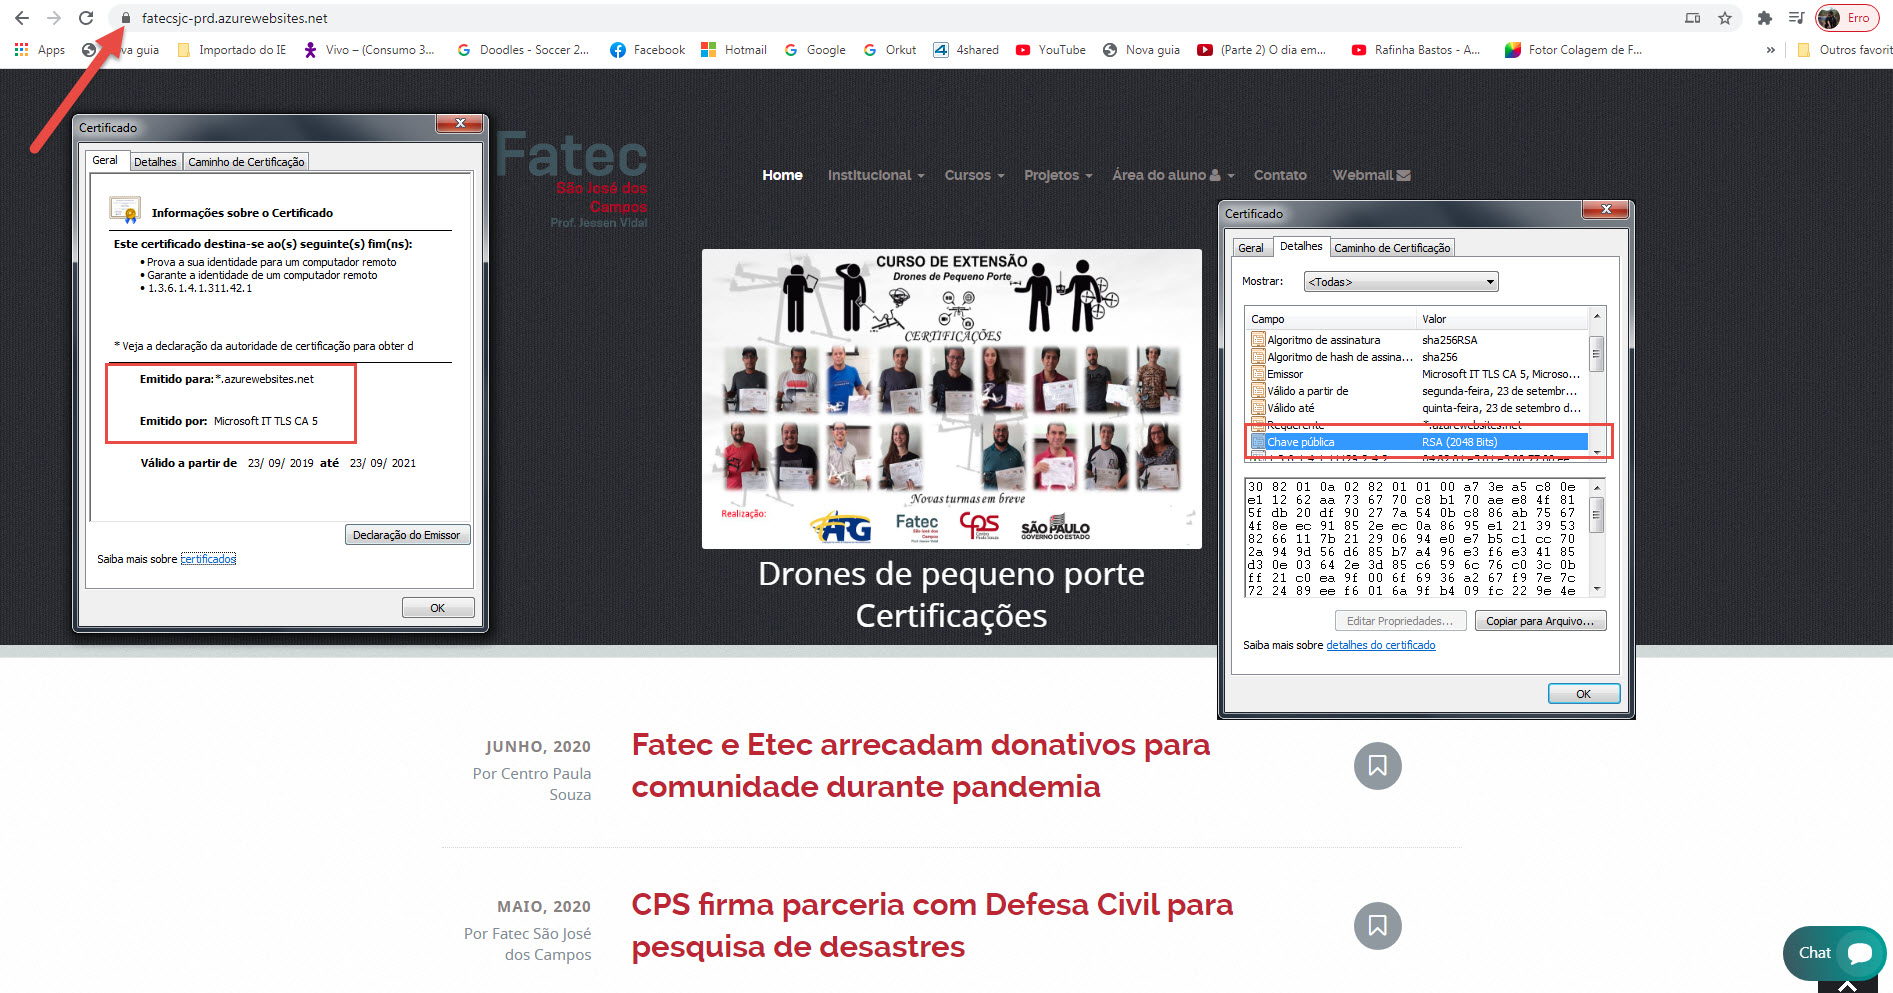 fatecsjc-prd.azurewebsites.net
Erro
Apps
va guia
Importado do IE
Vivo – (Consumo 3...
Doodles - Soccer 2...
Facebook
Hotmail
Google
Orkut
4shared
YouTube
Nova guia
(Parte 2) O dia em...
Rafinha Bastos - A...
Fotor Colagem de F...
»
Outros favorit
Fatec
São José dos
Campos
Prof. Jessen Vidal
Home
Institucional
Cursos
Projetos
Área do aluno
Contato
Webmail
Certificado
Geral
Detalhes
Caminho de Certificação
Informações sobre o Certificado
Este certificado destina-se ao(s) seguinte(s) fim(ns):
• Prova a sua identidade para um computador remoto
• Garante a identidade de um computador remoto
• 1.3.6.1.4.1.311.42.1
* Veja a declaração da autoridade de certificação para obter d
Emitido para: *.azurewebsites.net
Emitido por: Microsoft IT TLS CA 5
Válido a partir de 23/ 09/ 2019 até 23/ 09/ 2021
Declaração do Emissor
Saiba mais sobre certificados
OK
CURSO DE EXTENSÃO
Drones de Pequeno Porte
CERTIFICAÇÕES
Novas turmas em breve
Realização:
ARG
Fatec
São José dos
Campos
CPS
SÃO PAULO
GOVERNO DO ESTADO
Drones de pequeno porte
Certificações
Certificado
Geral
Detalhes
Caminho de Certificação
Mostrar:
<Todas>
Campo
Valor
Algoritmo de assinatura
sha256RSA
Algoritmo de hash de assina...
sha256
Emissor
Microsoft IT TLS CA 5, Microso...
Válido a partir de
segunda-feira, 23 de setembr...
Válido até
quinta-feira, 23 de setembro d...
Requerente
*.azurewebsites.net
Chave pública
RSA (2048 Bits)
30 82 01 0a 02 82 01 01 00 a7 3e a5 c8 0e
e1 12 62 aa 73 67 70 c8 b1 70 ae e8 4f 81
5f db 20 df 90 27 7a 54 0b c8 86 ab 75 67
4f 8e ec 91 85 2e ec 0a 86 95 e1 21 39 53
82 66 11 7b 21 29 06 94 e0 e7 b5 c1 cc 70
2a 94 9d 56 d6 85 b7 a4 96 e3 f6 e3 41 85
d3 0e 03 64 2e 3d 85 c6 59 6c 76 c0 3c 0b
ff 21 c0 ea 9f 00 6f 69 36 a2 67 f9 7e 7c
72 24 89 ee f6 01 6a 9f b4 09 fc 22 9e 4e
Editar Propriedades...
Copiar para Arquivo...
Saiba mais sobre detalhes do certificado
OK
JUNHO, 2020
Por Centro Paula
Souza
Fatec e Etec arrecadam donativos para
comunidade durante pandemia
MAIO, 2020
Por Fatec São José
dos Campos
CPS firma parceria com Defesa Civil para
pesquisa de desastres
Chat